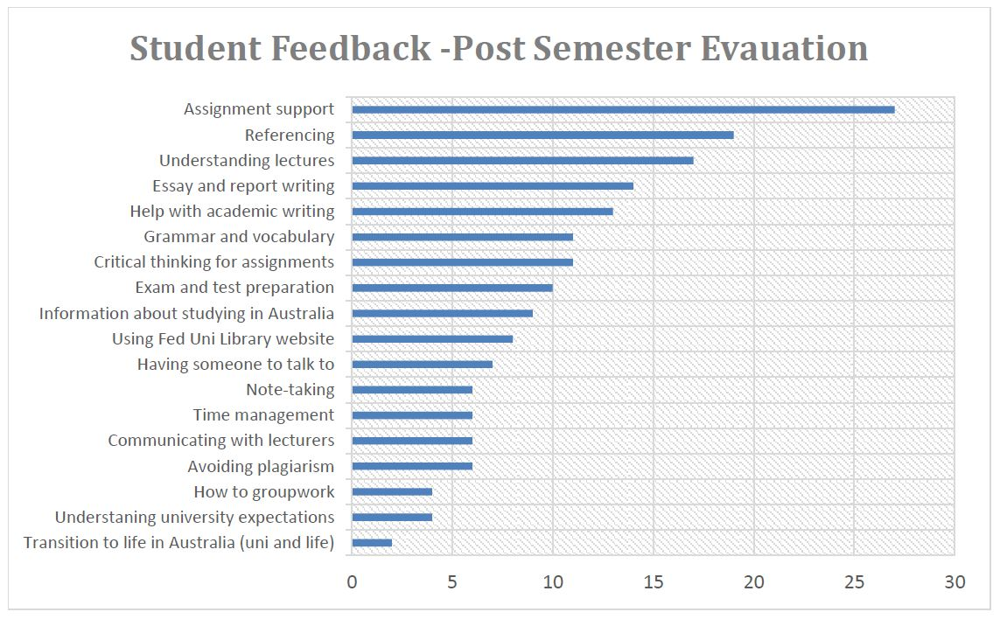 Student Feedback -Post Semester Evauation
Assignment support
Referencing
Understanding lectures
Essay and report writing
Help with academic writing
Grammar and vocabulary
Critical thinking for assignments
Exam and test preparation
Information about studying in Australia
Using Fed Uni Library website
Having someone to talk to
Note-taking
Time management
Communicating with lecturers
Avoiding plagiarism
How to groupwork
Understaning university expectations
Transition to life in Australia (uni and life)
0 5 10 15 20 25 30